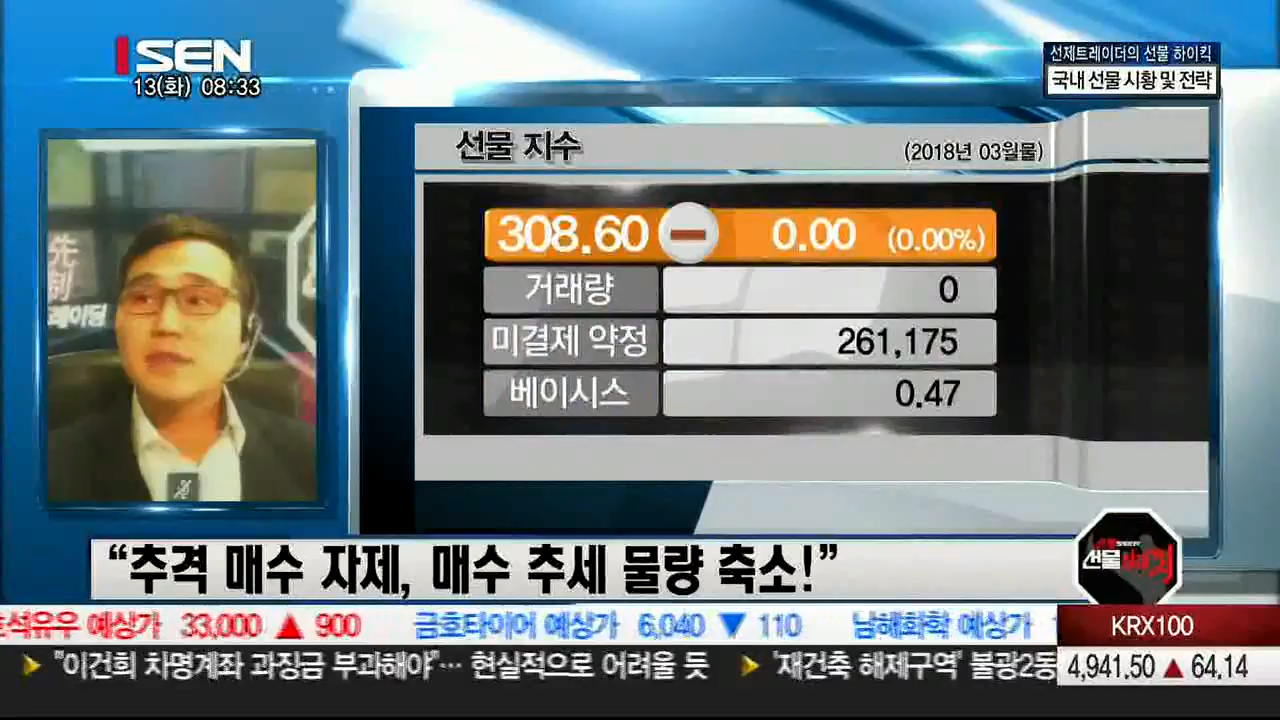 SEN
13(화) 08:33
선제트레이더의 선물 하이킥
국내 선물 시황 및 전략
선물 지수
(2018년 03월물)
308.60 0.00 (0.00%)
거래량 0
미결제 약정 261,175
베이시스 0.47
先
制
레이딩
“추격 매수 자제, 매수 추세 물량 축소!”
선물
석유우 예상가 33,000 ▲ 900 금호타이어 예상가 6,040 ▼ 110 남해화학 예상가
KRX100
"이건희 차명계좌 과징금 부과해야"… 현실적으로 어려울 듯 '재건축 해제구역' 불광2동
4,941.50 ▲ 64.14